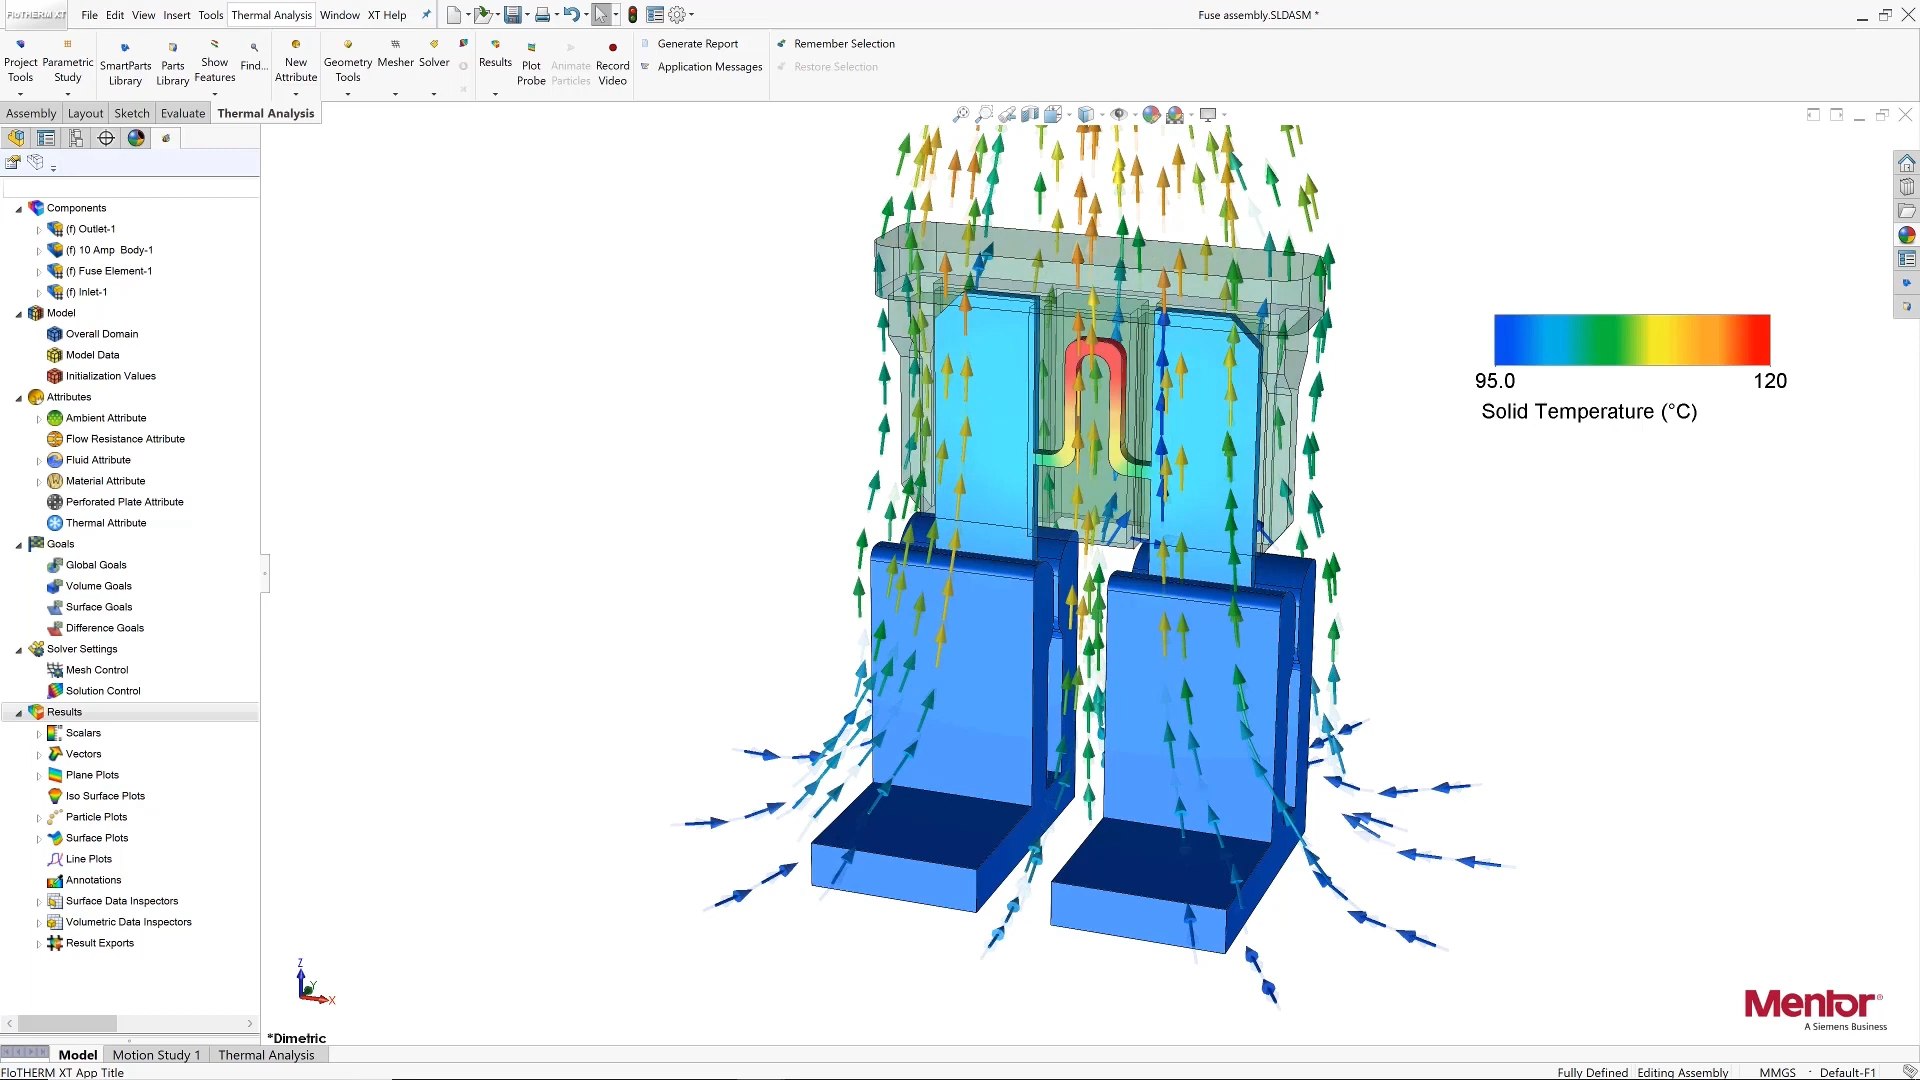 FloTHERM XT
File Edit View Insert Tools Thermal Analysis Window XT Help
Fuse assembly.SLDASM *
Project Tools
Parametric Study
SmartParts Library
Parts Library
Show Features
Find...
New Attribute
Geometry Tools
Mesher
Solver
Results
Plot Probe
Animate Particles
Record Video
Generate Report
Application Messages
Remember Selection
Restore Selection
Assembly Layout Sketch Evaluate Thermal Analysis
Components
(f) Outlet-1
(f) 10 Amp Body-1
(f) Fuse Element-1
(f) Inlet-1
Model
Overall Domain
Model Data
Initialization Values
Attributes
Ambient Attribute
Flow Resistance Attribute
Fluid Attribute
Material Attribute
Perforated Plate Attribute
Thermal Attribute
Goals
Global Goals
Volume Goals
Surface Goals
Difference Goals
Solver Settings
Mesh Control
Solution Control
Results
Scalars
Vectors
Plane Plots
Iso Surface Plots
Particle Plots
Surface Plots
Line Plots
Annotations
Surface Data Inspectors
Volumetric Data Inspectors
Result Exports
95.0 120
Solid Temperature (°C)
Z
Y
X
*Dimetric
Mentor®
A Siemens Business
Model Motion Study 1 Thermal Analysis
FloTHERM XT App Title
Fully Defined Editing Assembly MMGS - Default-F1